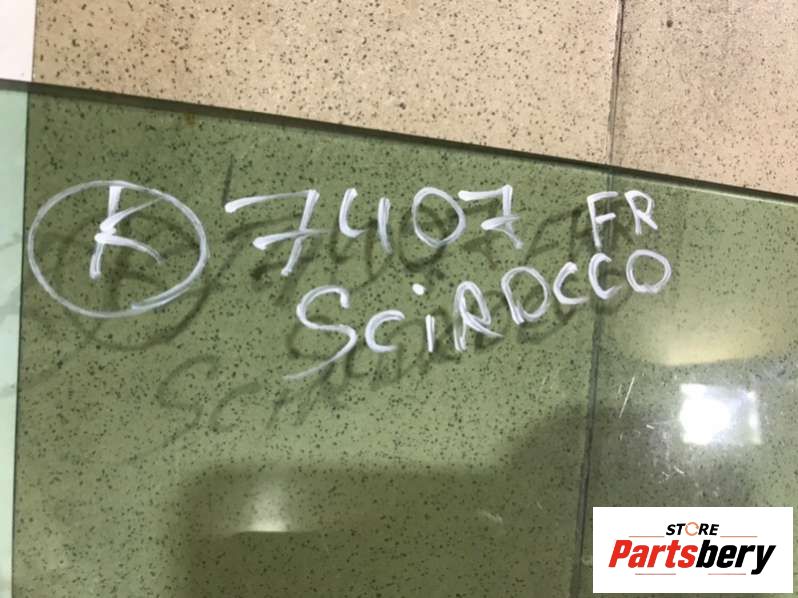 K 7407 FR
SCiROCCO
STORE
Partsbery